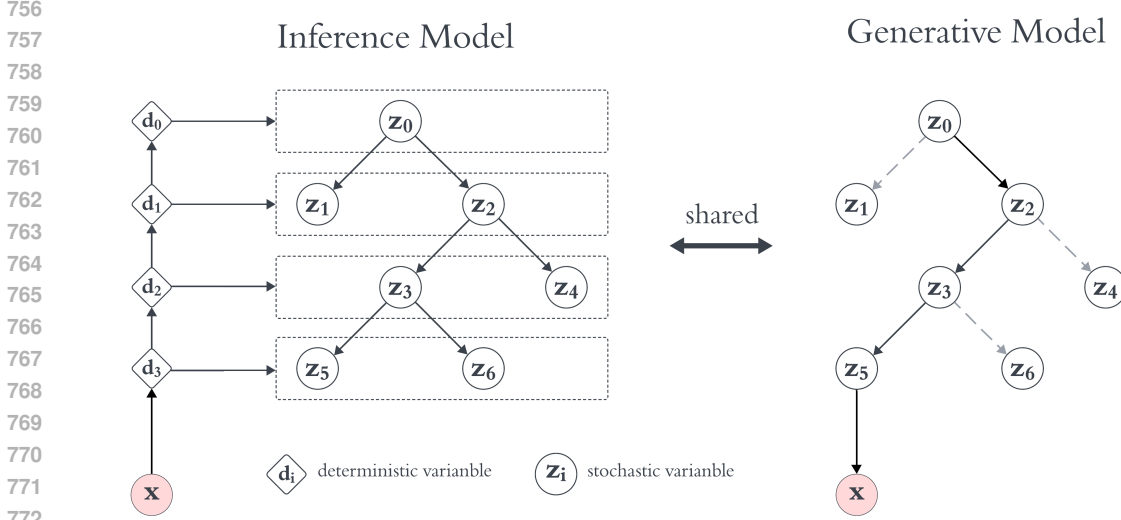 756
757
758
759
760
761
762
763
764
765
766
767
768
769
770
771
772
Inference Model
d0
z0
d1
z1 z2
d2
z3 z4
d3
z5 z6
x
di deterministic varianble zi stochastic varianble
shared
Generative Model
z0
z1 z2
z3 z4
z5 z6
x